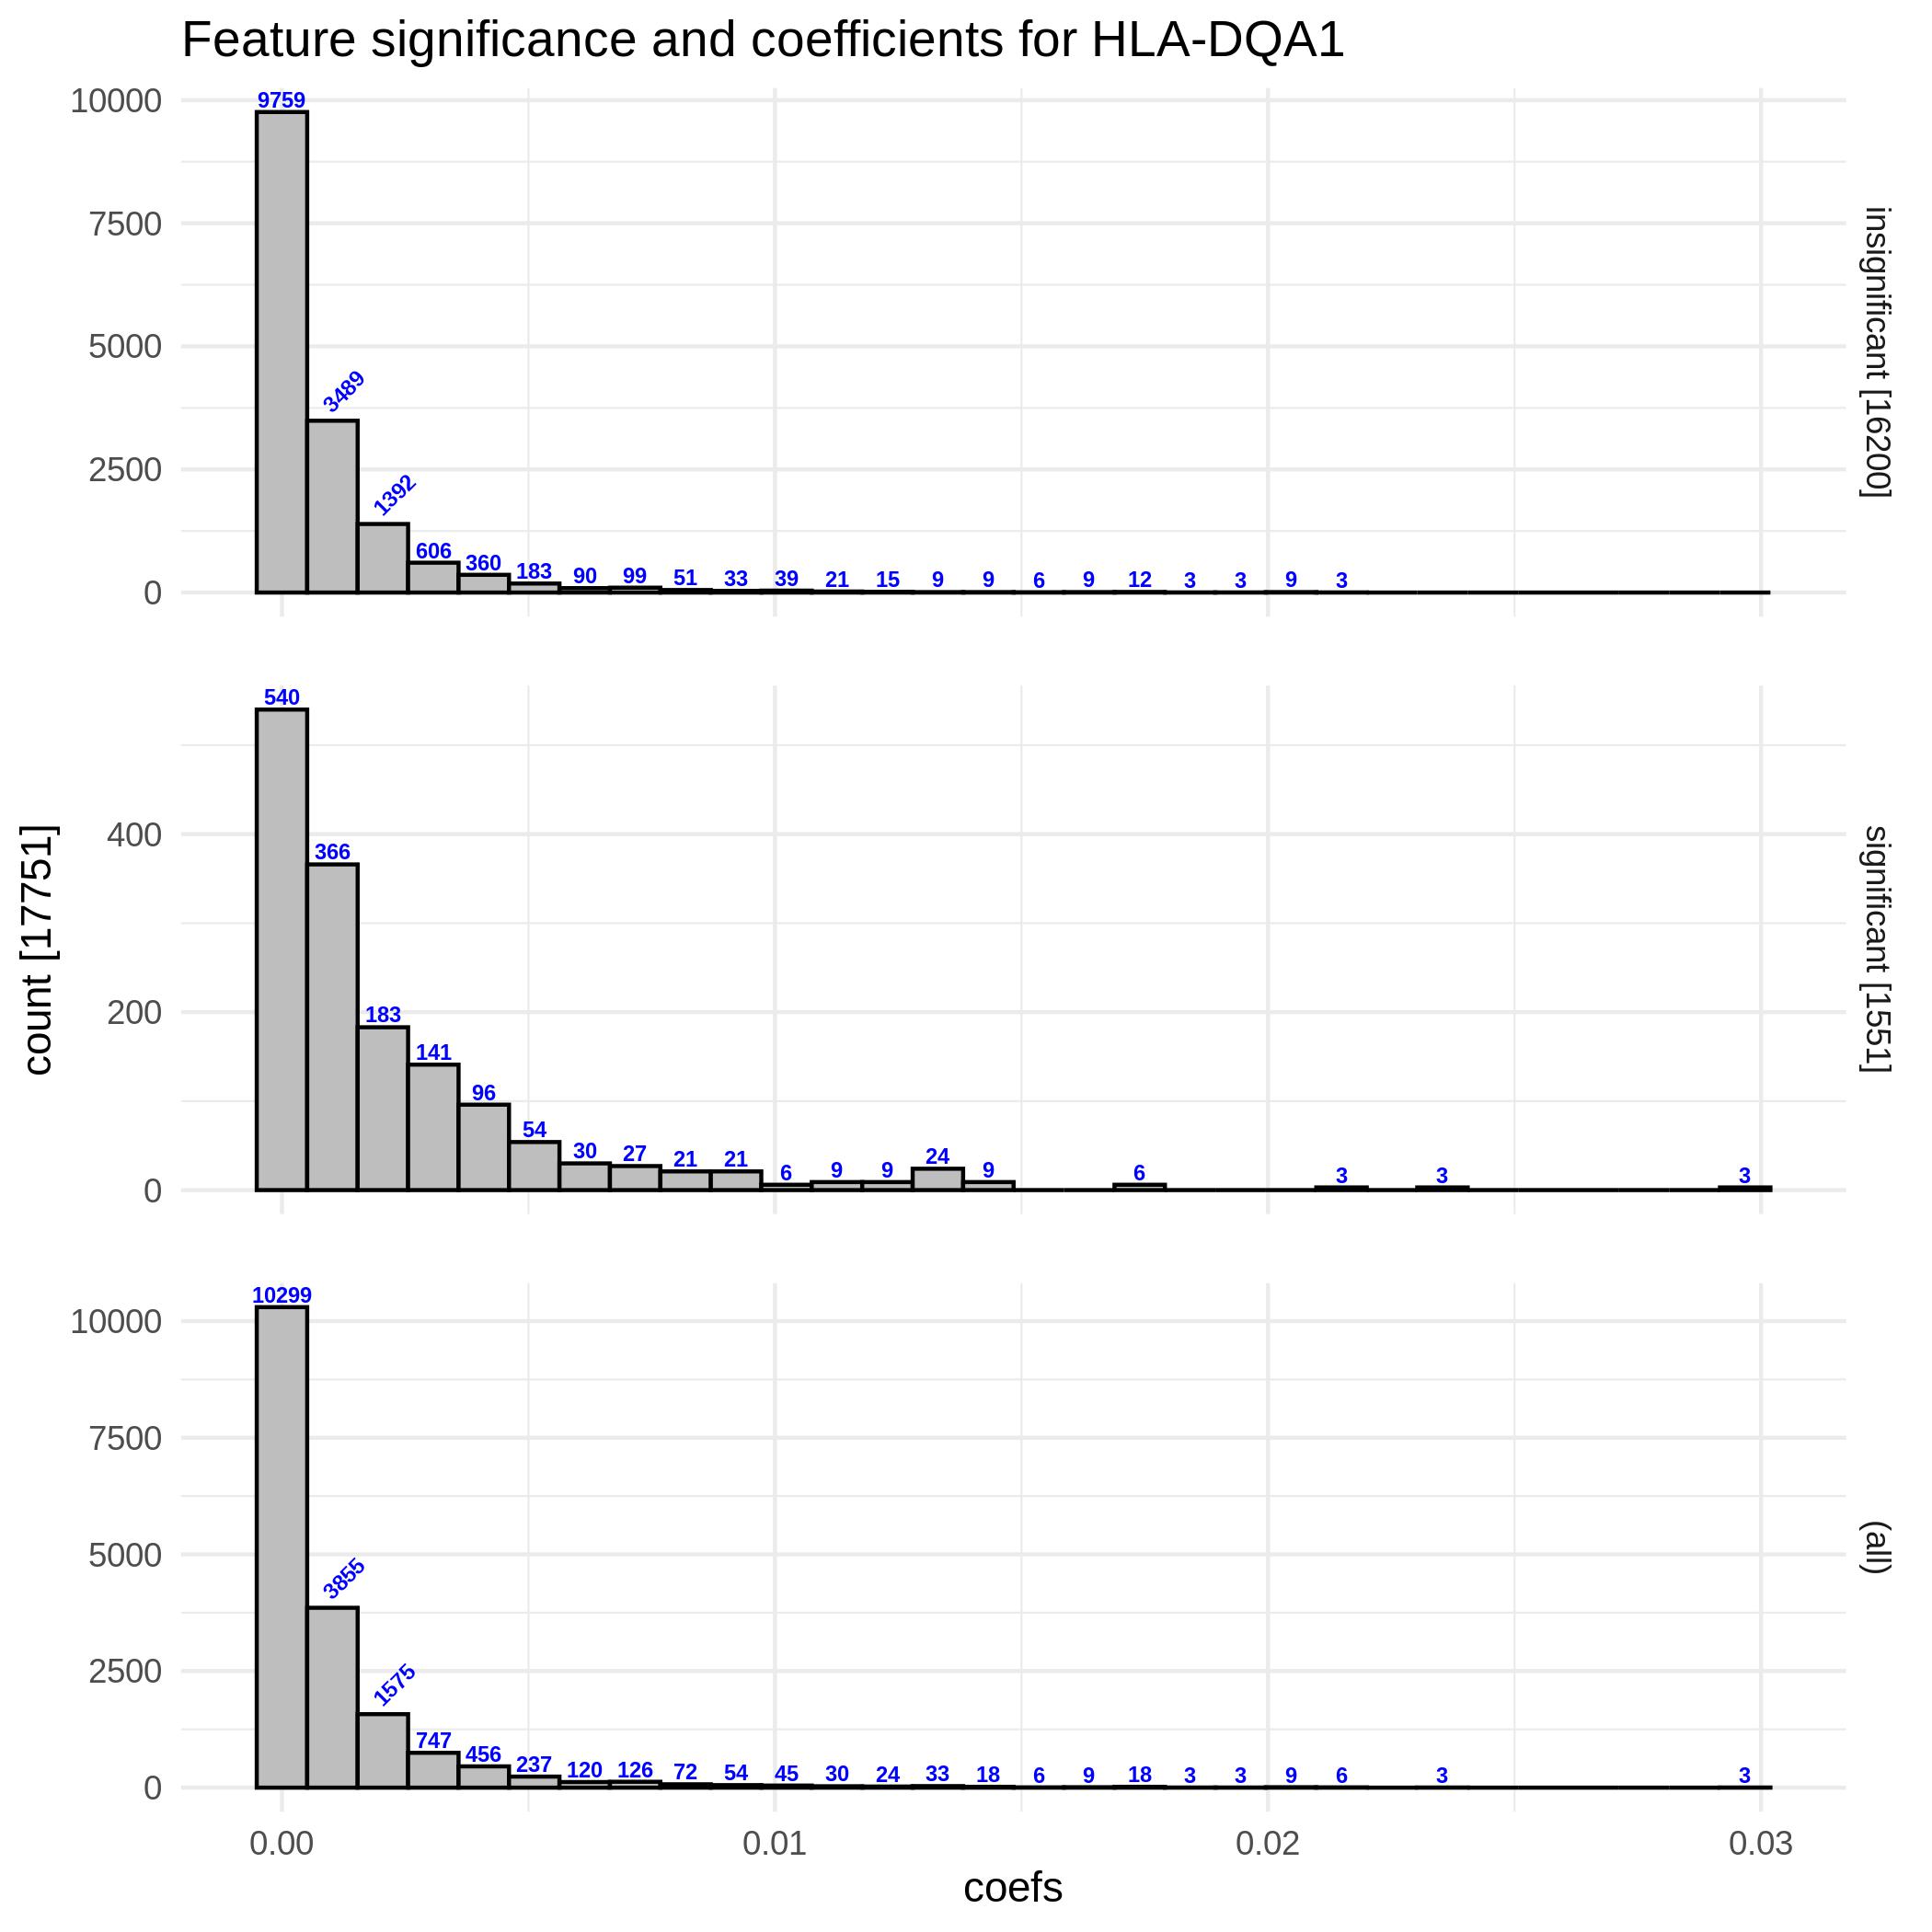 Feature significance and coefficients for HLA-DQA1
count [17751]
10000
7500
5000
2500
0
9759
3489
1392
606 360 183 90 99 51 33 39 21 15 9 9 6 9 12 3 3 9 3
insignificant [16200]
400
200
0
540
366
183
141
96
54
30 27 21 21 6 9 9 24 9 6 3 3 3
significant [1551]
10000
7500
5000
2500
0
10299
3855
1575
747 456 237 120 126 72 54 45 30 24 33 18 6 9 18 3 3 9 6 3 3
(all)
0.00 0.01 0.02 0.03
coefs